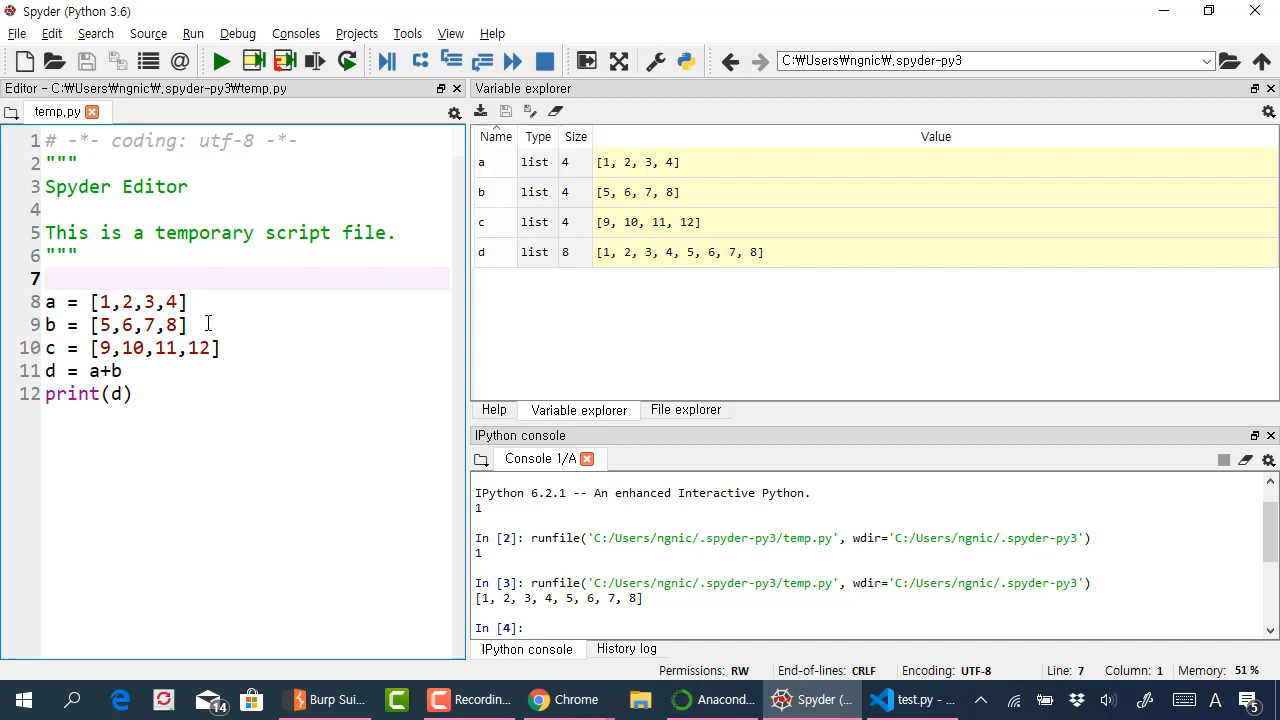 Spyder (Python 3.6)
File Edit Search Source Run Debug Consoles Projects Tools View Help
C:₩Users₩ngnic₩.spyder-py3
Editor - C:₩Users₩ngnic₩.spyder-py3₩temp.py
temp.py
1 # -*- coding: utf-8 -*-
2 """
3 Spyder Editor
4
5 This is a temporary script file.
6 """
7
8 a = [1,2,3,4]
9 b = [5,6,7,8]
10 c = [9,10,11,12]
11 d = a+b
12 print(d)
Variable explorer
Name Type Size Value
a list 4 [1, 2, 3, 4]
b list 4 [5, 6, 7, 8]
c list 4 [9, 10, 11, 12]
d list 8 [1, 2, 3, 4, 5, 6, 7, 8]
Help Variable explorer File explorer
IPython console
Console 1/A
IPython 6.2.1 -- An enhanced Interactive Python.
1
In [2]: runfile('C:/Users/ngnic/.spyder-py3/temp.py', wdir='C:/Users/ngnic/.spyder-py3')
1
In [3]: runfile('C:/Users/ngnic/.spyder-py3/temp.py', wdir='C:/Users/ngnic/.spyder-py3')
[1, 2, 3, 4, 5, 6, 7, 8]
In [4]:
IPython console History log
Permissions: RW End-of-lines: CRLF Encoding: UTF-8 Line: 7 Column: 1 Memory: 51 %
14 Burp Sui... Recordin... Chrome Anacond... Spyder (... test.py - ... A 5